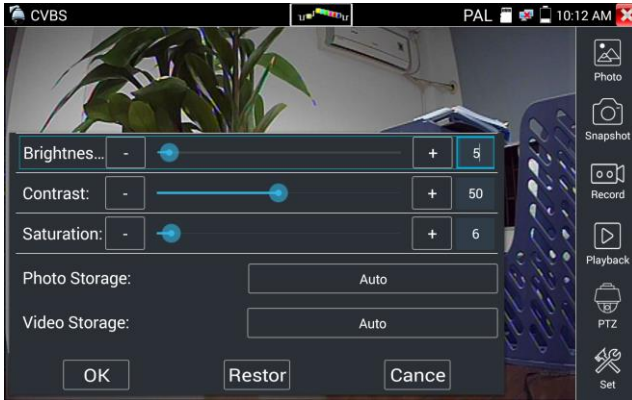 CVBS
PAL 10:12 AM
Photo
Snapshot
Record
Playback
PTZ
Set
Brightnes... - + 5
Contrast: - + 50
Saturation: - + 6
Photo Storage: Auto
Video Storage: Auto
OK Restor Cance